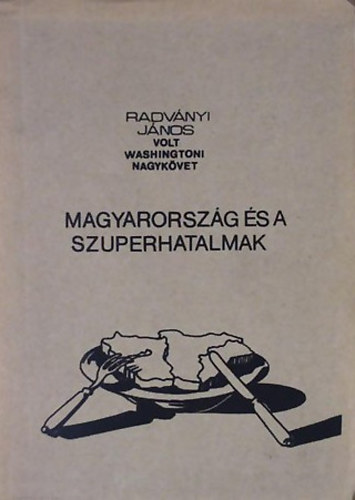 RADVÁNYI
JÁNOS
VOLT
WASHINGTONI
NAGYKÖVET
MAGYARORSZÁG ÉS A
SZUPERHATALMAK